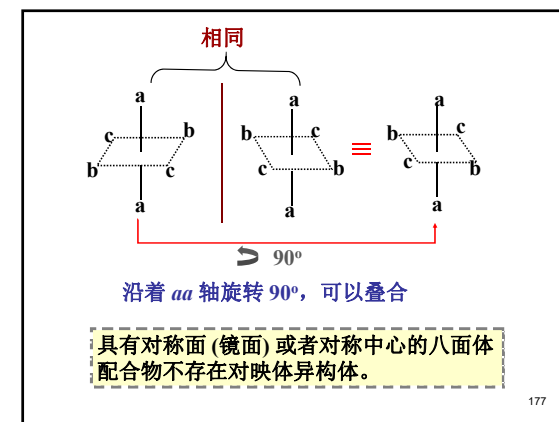 相同
a a a
c b b c b c
b c c b c b
a a a
≡
90°
沿着 aa 轴旋转 90°，可以叠合
具有对称面 (镜面) 或者对称中心的八面体
配合物不存在对映体异构体。
177